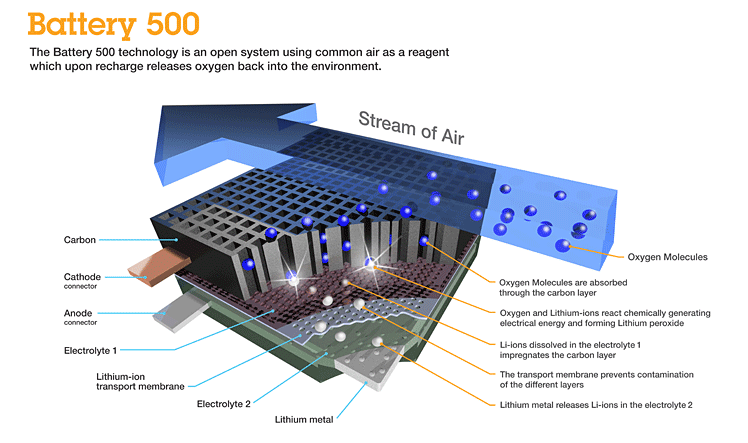 Battery 500
The Battery 500 technology is an open system using common air as a reagent
which upon recharge releases oxygen back into the environment.
Stream of Air
Oxygen Molecules
Carbon
Cathode
connector
Anode
connector
Electrolyte 1
Lithium-ion
transport membrane
Electrolyte 2
Lithium metal
Oxygen Molecules are absorbed
through the carbon layer
Oxygen and Lithium-ions react chemically generating
electrical energy and forming Lithium peroxide
Li-ions dissolved in the electrolyte 1
impregnates the carbon layer
The transport membrane prevents contamination
of the different layers
Lithium metal releases Li-ions in the electrolyte 2